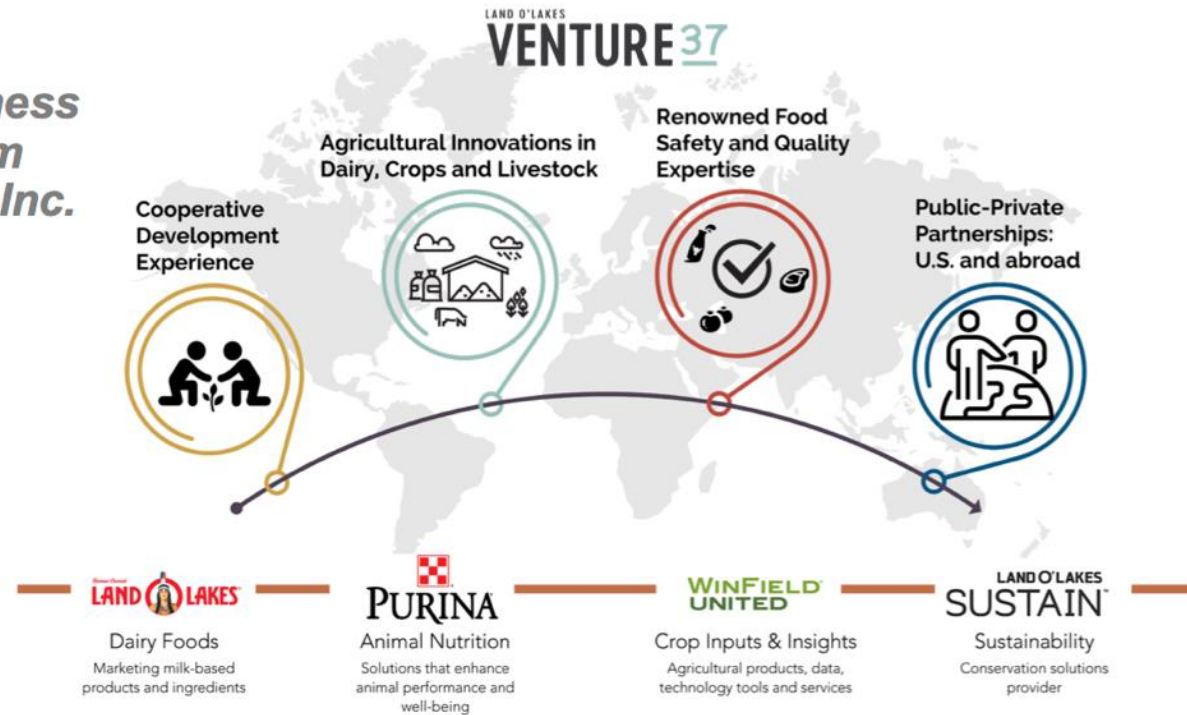 LAND O'LAKES
VENTURE 37
ness
m
Inc.
Cooperative
Development
Experience
Agricultural Innovations in
Dairy, Crops and Livestock
Renowned Food
Safety and Quality
Expertise
Public-Private
Partnerships:
U.S. and abroad
LAND O LAKES
Dairy Foods
Marketing milk-based
products and ingredients
PURINA
Animal Nutrition
Solutions that enhance
animal performance and
well-being
WINFIELD
UNITED
Crop Inputs & Insights
Agricultural products, data,
technology tools and services
LAND O'LAKES
SUSTAIN
Sustainability
Conservation solutions
provider